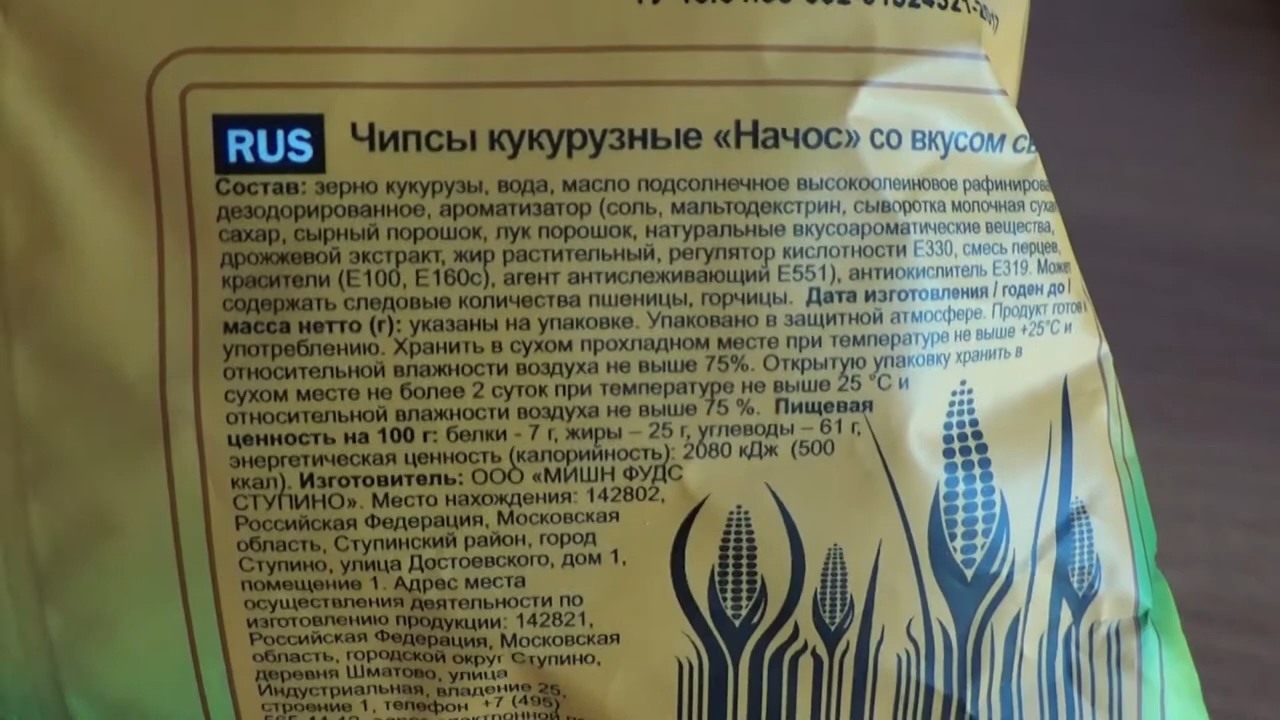 RUS
Чипсы кукурузные «Начос» со вкусом
Состав: зерно кукурузы, вода, масло подсолнечное высокоолеиновое
дезодорированное, ароматизатор (соль, мальтодекстрин, сыворотка молочная
сахар, сырный порошок, лук порошок, натуральные вкусоароматические вещества,
дрожжевой экстракт, жир растительный, регулятор кислотности Е330, смесь перцев,
красители (Е100, Е160с), агент антислеживающий Е551), антиокислитель Е319. Может
содержать следовые количества пшеницы, горчицы. Дата изготовления / годен до /
масса нетто (г): указаны на упаковке. Упаковано в защитной атмосфере. Продукт
употреблению. Хранить в сухом прохладном месте при температуре не выше +25°С и
относительной влажности воздуха не выше 75%. Открытую упаковку хранить в
сухом месте не более 2 суток при температуре не выше 25 °С и
относительной влажности воздуха не выше 75 %. Пищевая
ценность на 100 г: белки - 7 г, жиры – 25 г, углеводы – 61 г,
энергетическая ценность (калорийность): 2080 кДж (500
ккал). Изготовитель: ООО «МИШН ФУДС
СТУПИНО». Место нахождения: 142802,
Российская Федерация, Московская
область, Ступинский район, город
Ступино, улица Достоевского, дом 1,
помещение 1. Адрес места
осуществления деятельности по
изготовлению продукции: 142821,
Российская Федерация, Московская
область, городской округ Ступино,
деревня Шматово, улица
Индустриальная, владение 25,
строение 1, телефон +7 (495)